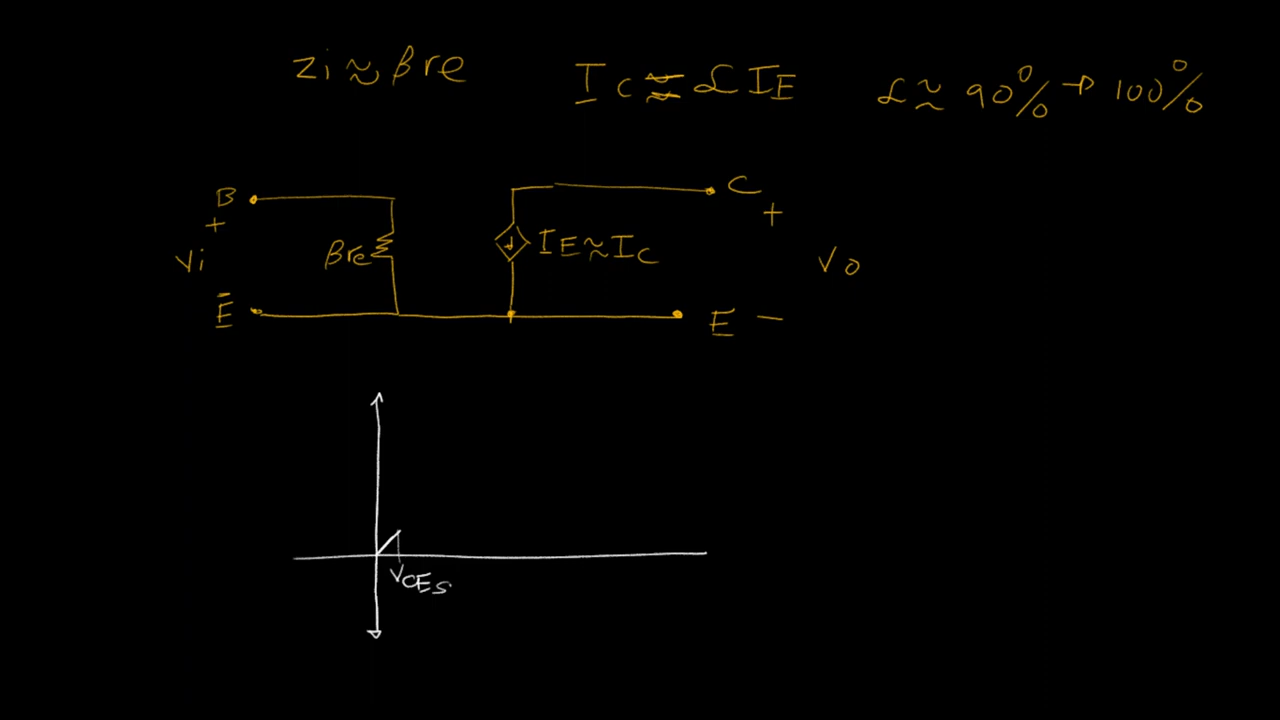 Zi ≈ βre
IC ≈ αIE
α ≈ 90% → 100%
B
C
+
+
Vi
βre
IE ≈ IC
Vo
E
E −
VCES